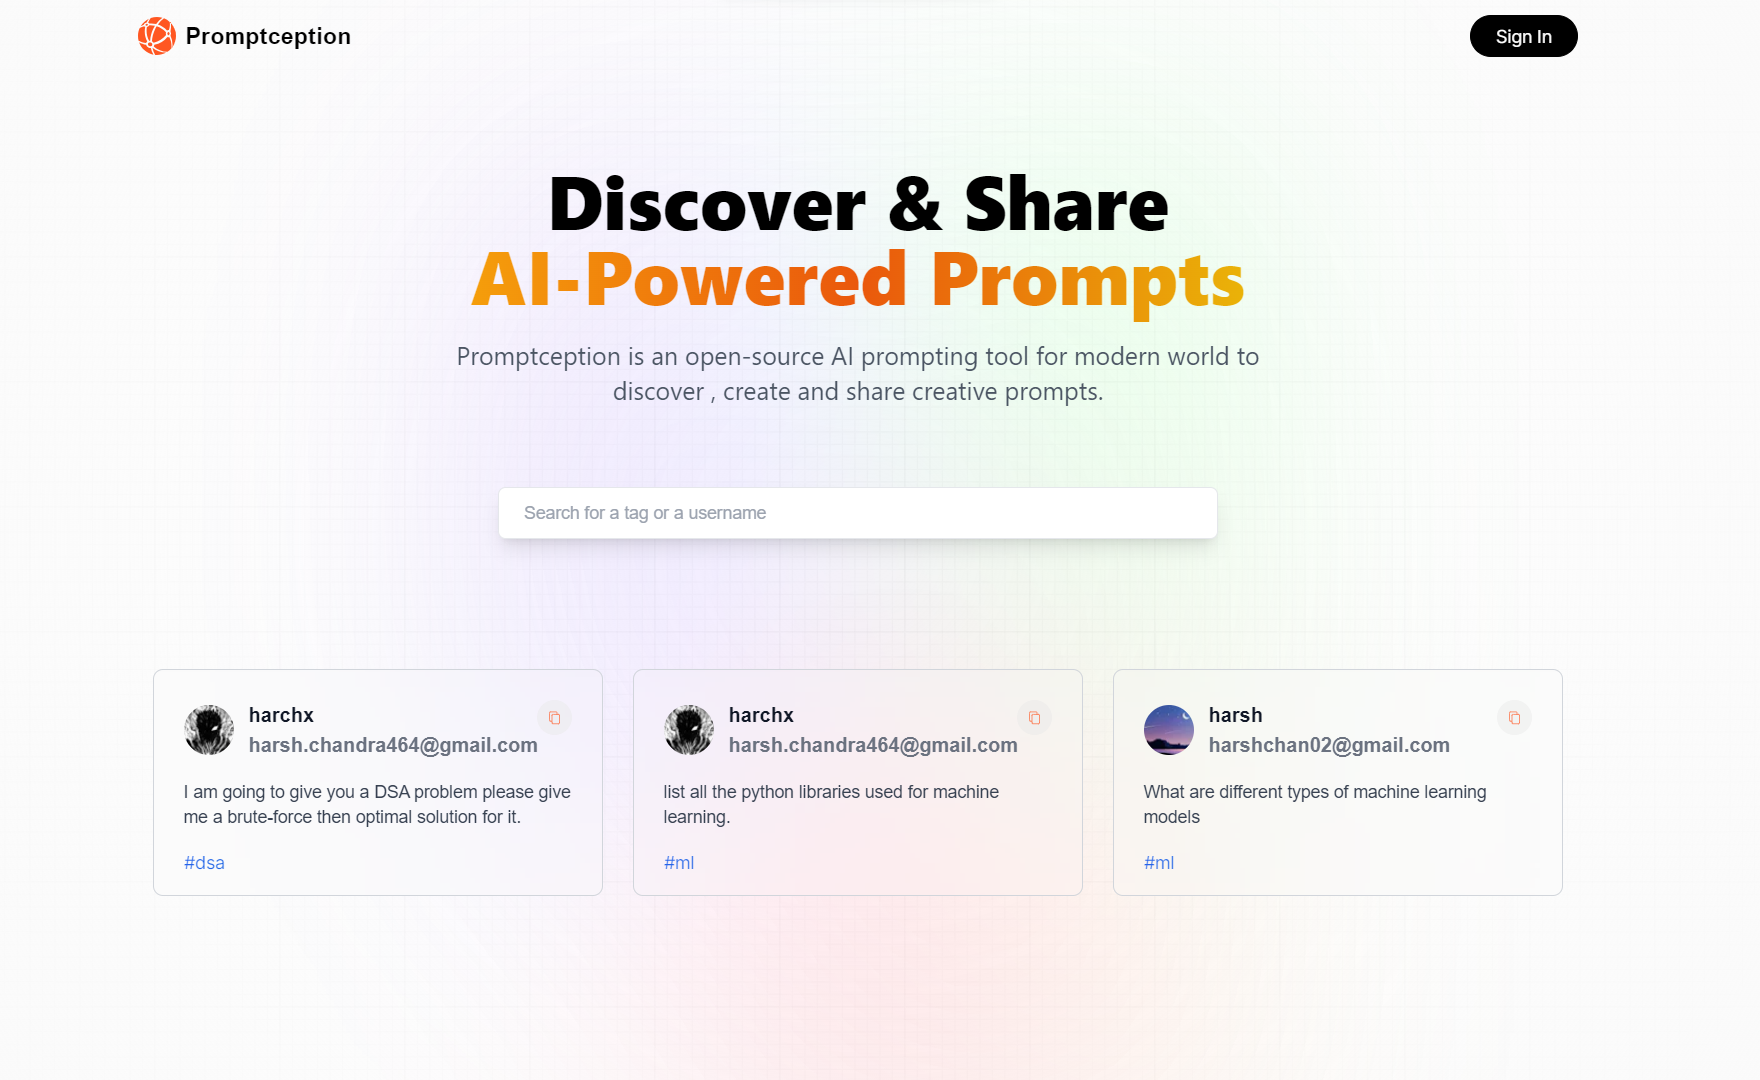 Promptception
Sign In
Discover & Share
AI-Powered Prompts
Promptception is an open-source AI prompting tool for modern world to
discover , create and share creative prompts.
Search for a tag or a username
harchx
harsh.chandra464@gmail.com
I am going to give you a DSA problem please give
me a brute-force then optimal solution for it.
#dsa
harchx
harsh.chandra464@gmail.com
list all the python libraries used for machine
learning.
#ml
harsh
harshchan02@gmail.com
What are different types of machine learning
models
#ml